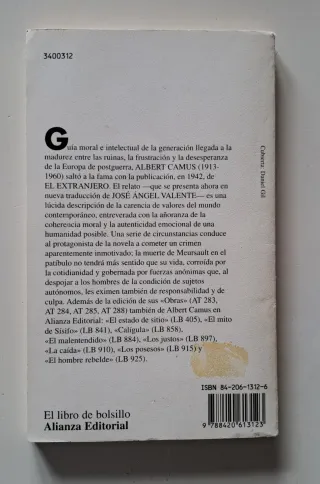 3400312
Guía moral e intelectual de la generación llegada a la
madurez entre las ruinas, la frustración y la desesperanza
de la Europa de postguerra, ALBERT CAMUS (1913-
1960) saltó a la fama con la publicación, en 1942, de
EL EXTRANJERO. El relato —que se presenta ahora en
nueva traducción de JOSÉ ÁNGEL VALENTE— es una
lúcida descripción de la carencia de valores del mundo
contemporáneo, entreverada con la añoranza de la
coherencia moral y la autenticidad emocional de una
humanidad posible. Una serie de circunstancias conduce
al protagonista de la novela a cometer un crimen
aparentemente inmotivado; la muerte de Meursault en el
patíbulo no tendrá más sentido que su vida, corroída por
la cotidianidad y gobernada por fuerzas anónimas que, al
despojar a los hombres de la condición de sujetos
autónomos, les eximen también de responsabilidad y de
culpa. Además de la edición de sus «Obras» (AT 283,
AT 284, AT 285, AT 288) también de Albert Camus en
Alianza Editorial: «El estado de sitio» (LB 405), «El mito
de Sísifo» (LB 841), «Calígula» (LB 858),
«El malentendido» (LB 884), «Los justos» (LB 897),
«La caída» (LB 910), «Los posesos» (LB 915) y
«El hombre rebelde» (LB 925).
Cubierta: Daniel Gil
ISBN 84-206-1312-6
9 788420 613123
El libro de bolsillo
Alianza Editorial